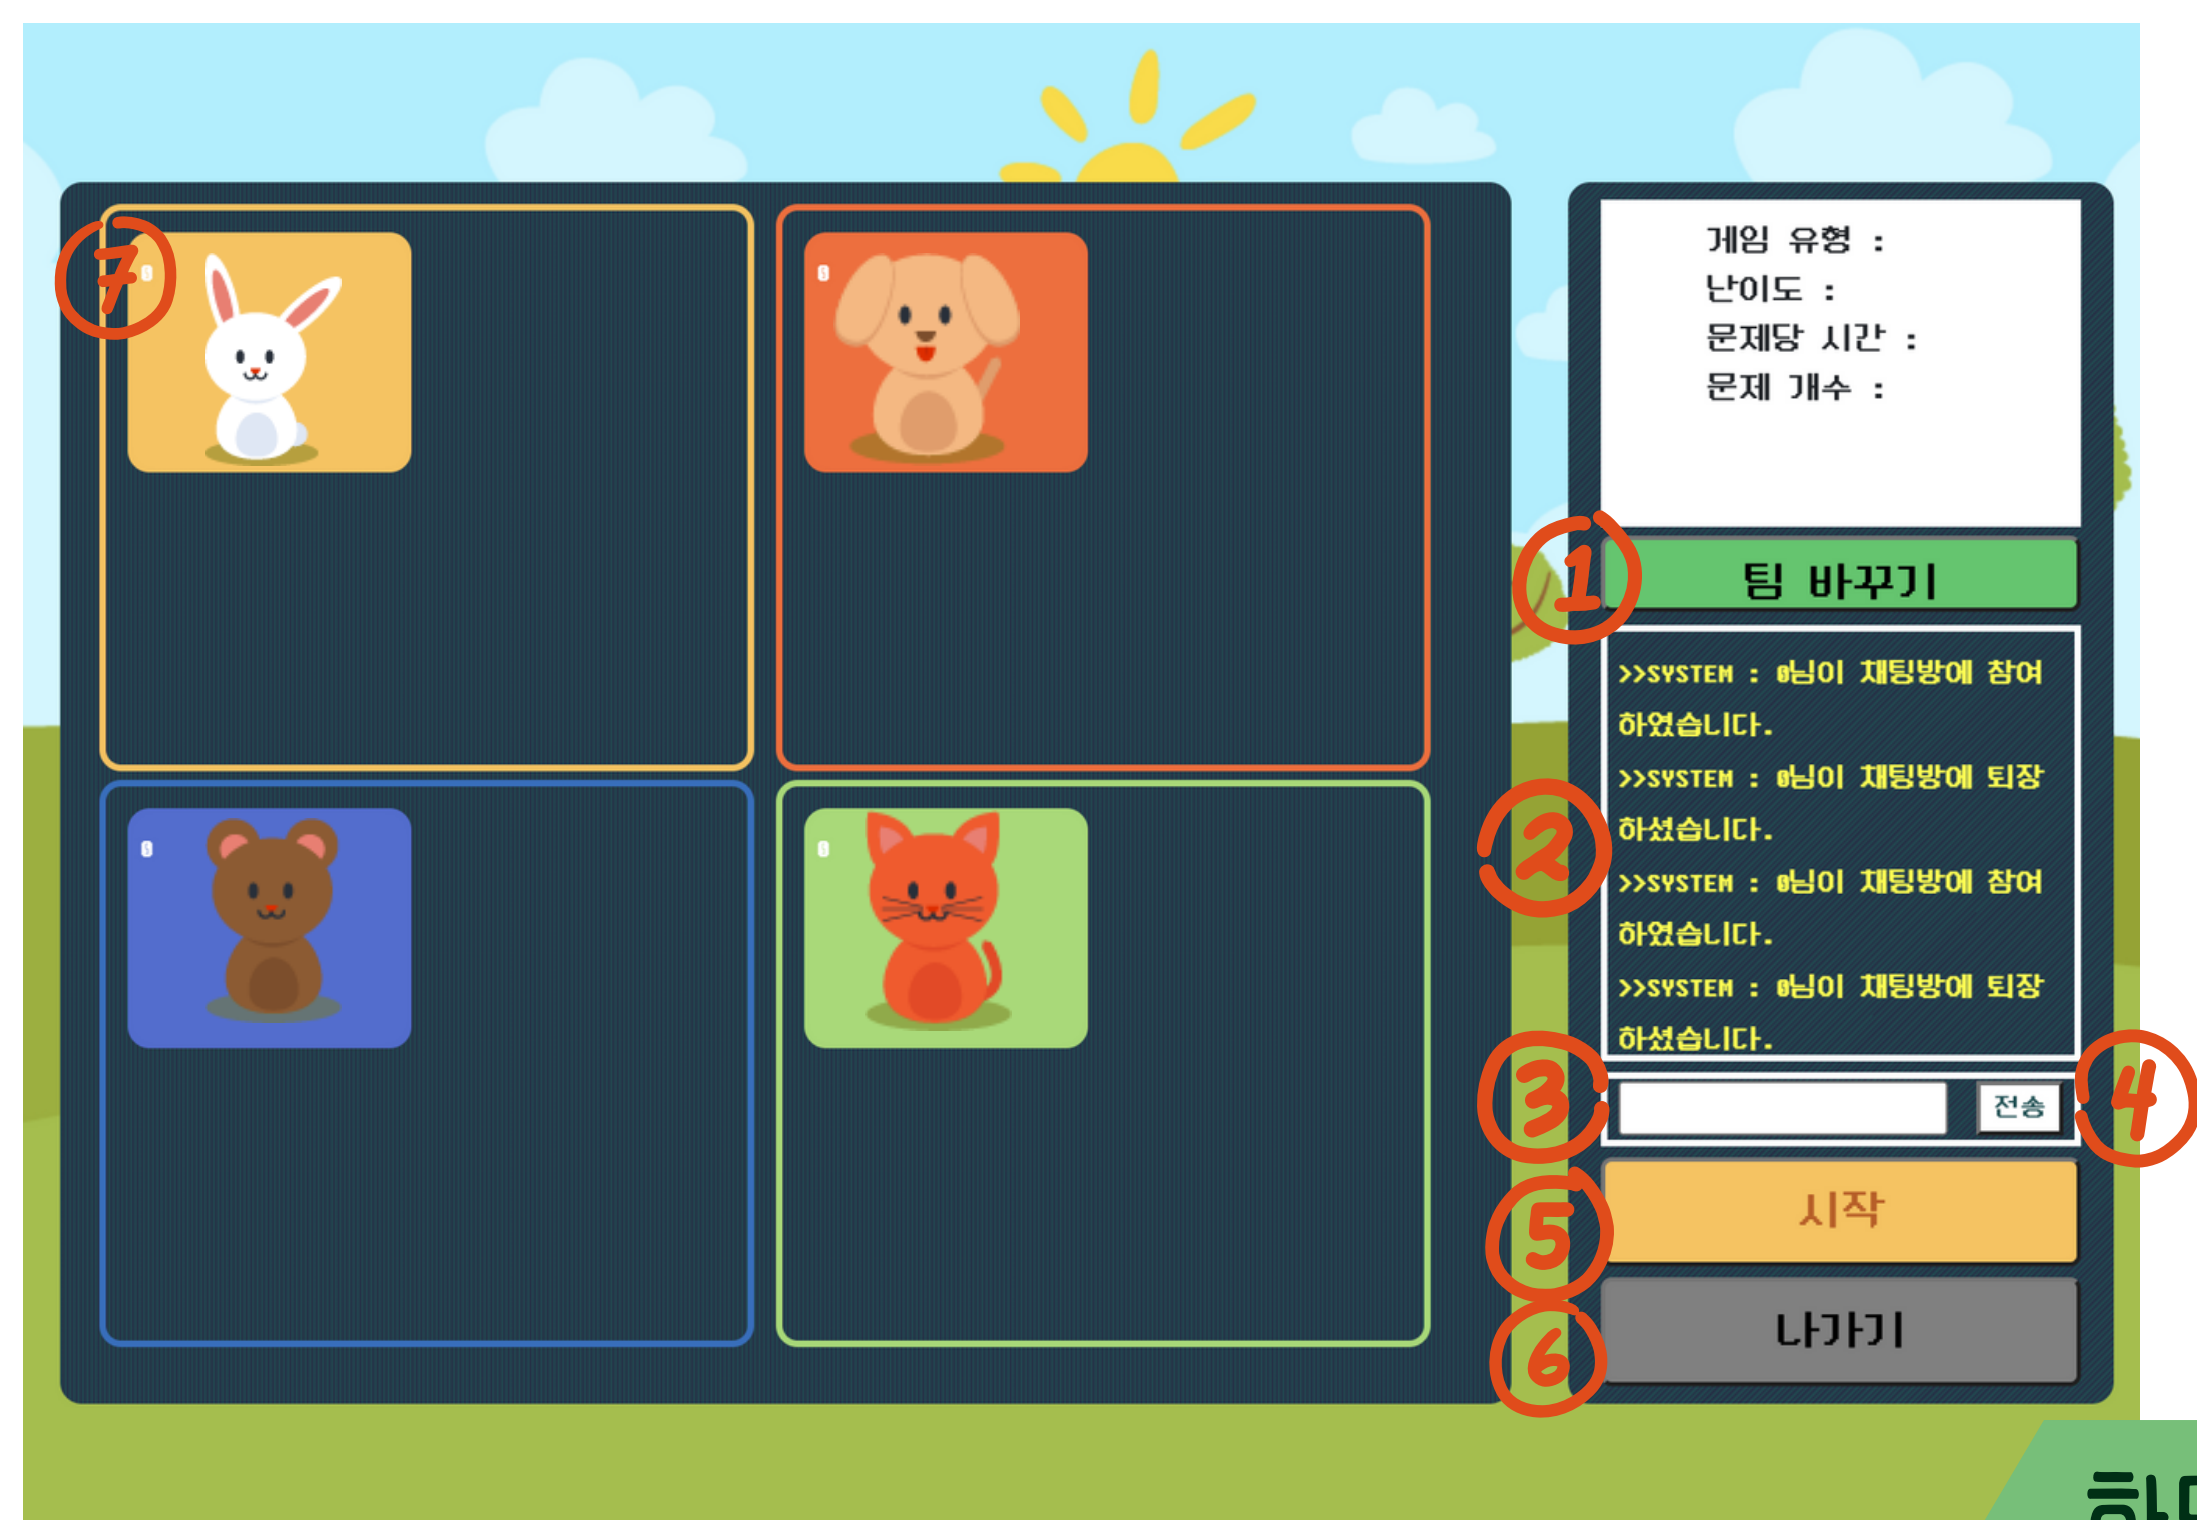 7
0
0
0
0
게임 유형 :
난이도 :
문제당 시간 :
문제 개수 :
1
팀 바꾸기
>>SYSTEM : 0님이 채팅방에 참여
하였습니다.
>>SYSTEM : 0님이 채팅방에 퇴장
하셨습니다.
2
>>SYSTEM : 0님이 채팅방에 참여
하였습니다.
>>SYSTEM : 0님이 채팅방에 퇴장
하셨습니다.
3
전송
4
5
시작
6
나가기